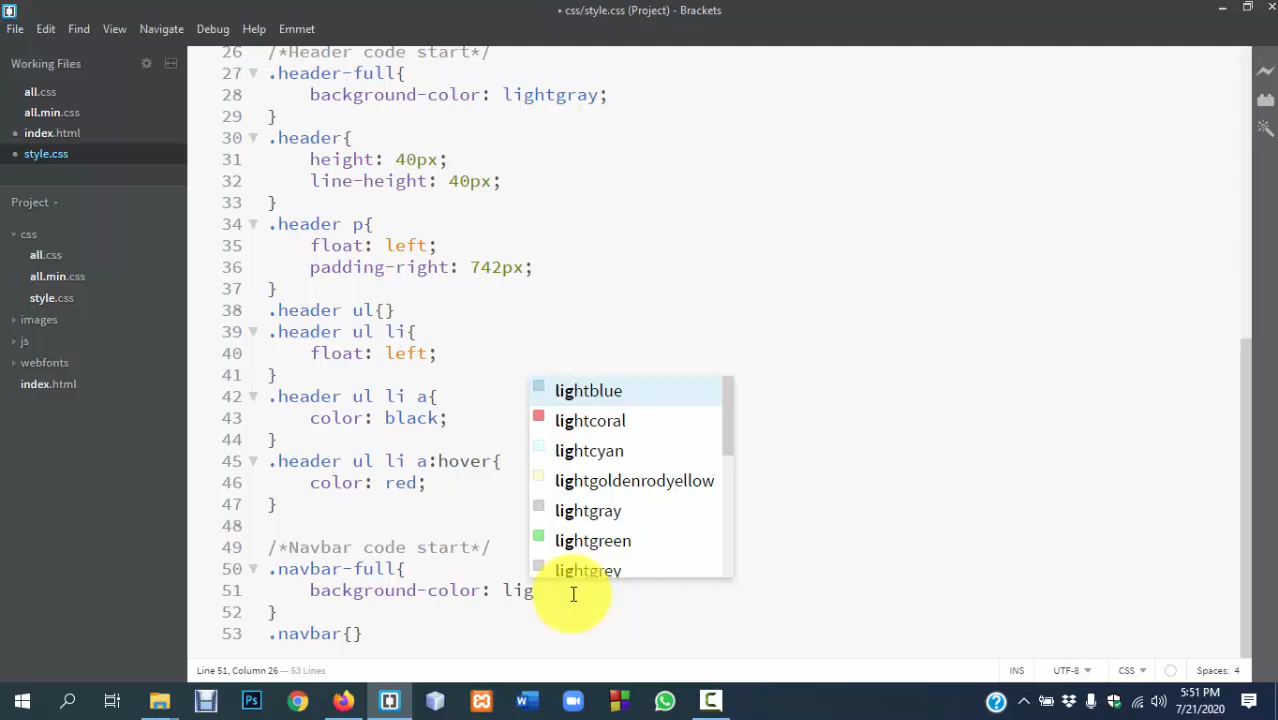 • css/style.css (Project) - Brackets
File Edit Find View Navigate Debug Help Emmet
Working Files
all.css
all.min.css
• index.html
• style.css
Project
css
all.css
all.min.css
style.css
images
js
webfonts
index.html
26 /*Header code start*/
27 .header-full{
28 background-color: lightgray;
29 }
30 .header{
31 height: 40px;
32 line-height: 40px;
33 }
34 .header p{
35 float: left;
36 padding-right: 742px;
37 }
38 .header ul{}
39 .header ul li{
40 float: left;
41 }
42 .header ul li a{
43 color: black;
44 }
45 .header ul li a:hover{
46 color: red;
47 }
48
49 /*Navbar code start*/
50 .navbar-full{
51 background-color: lig
52 }
53 .navbar{}
lightblue
lightcoral
lightcyan
lightgoldenrodyellow
lightgray
lightgreen
lightgrey
Line 51, Column 26 — 53 Lines
INS UTF-8 CSS Spaces: 4
Ps
5:51 PM
7/21/2020